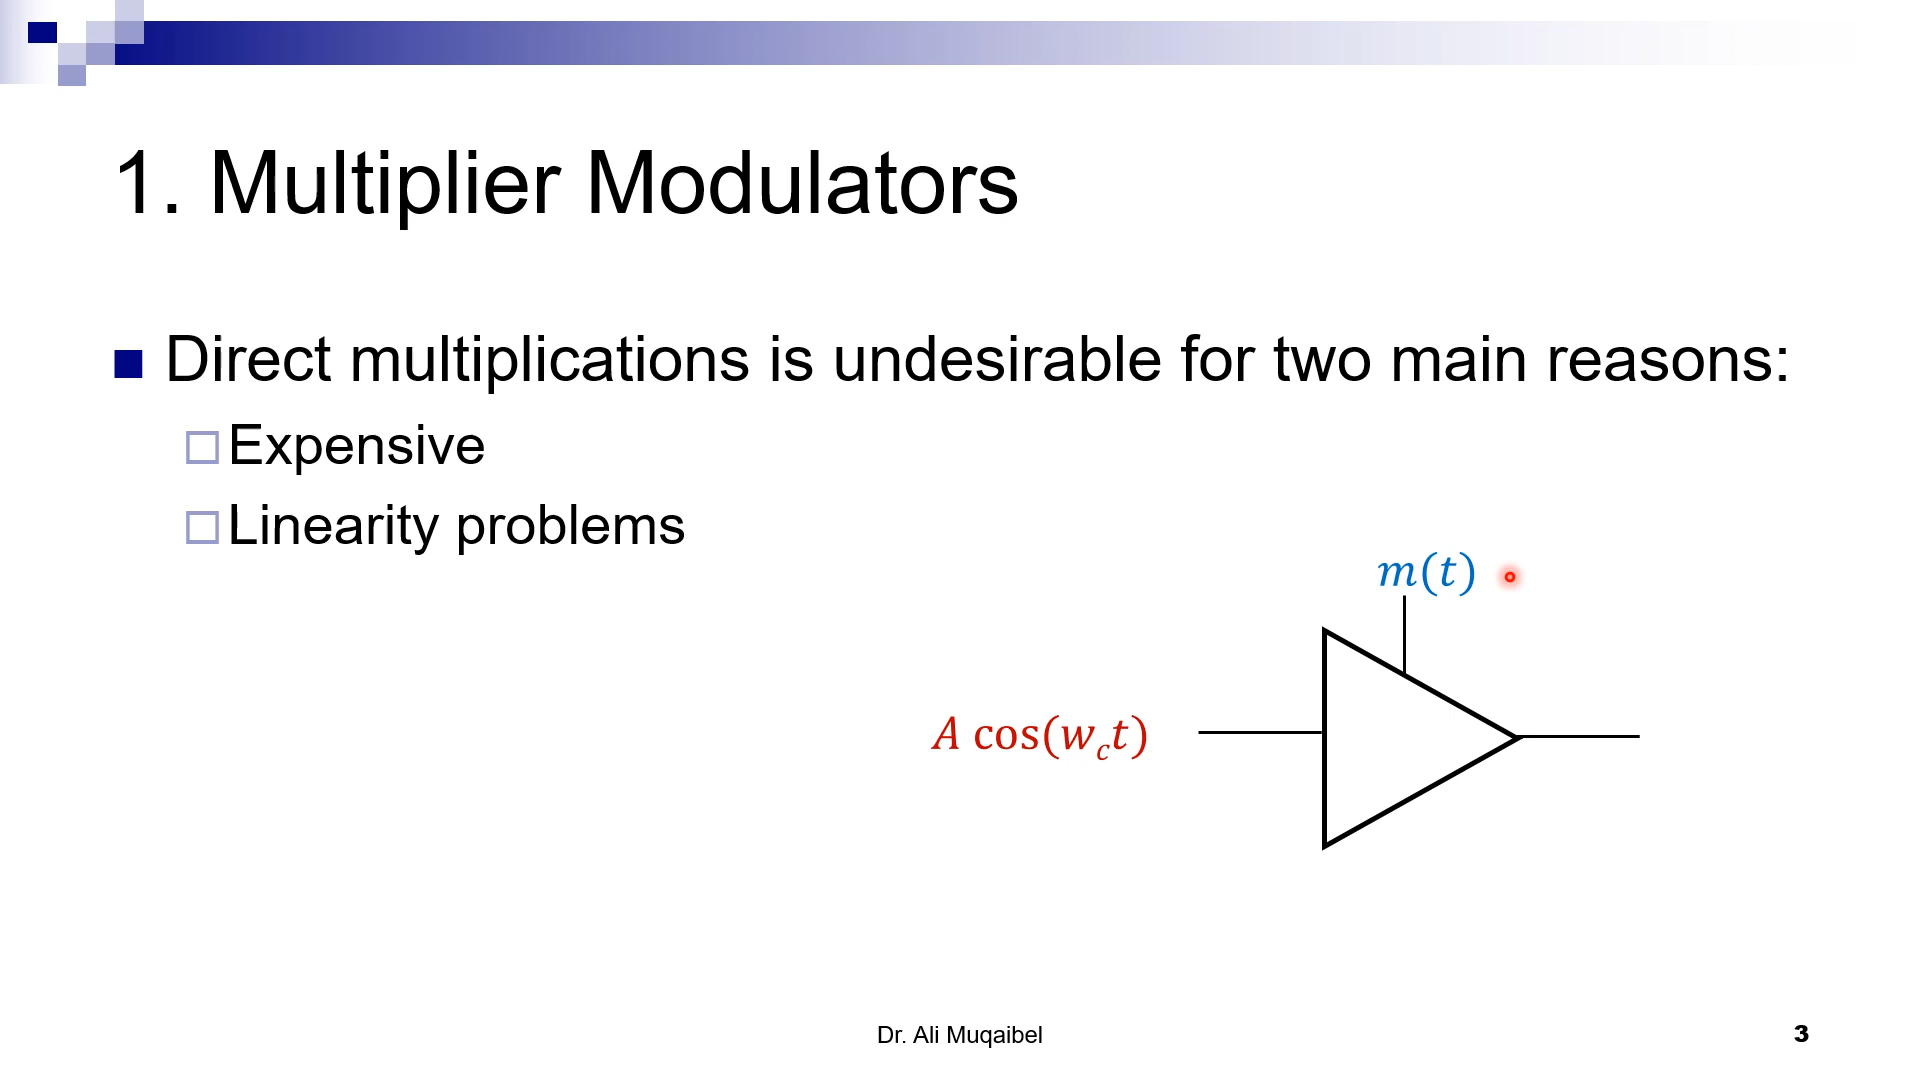 1. Multiplier Modulators
Direct multiplications is undesirable for two main reasons:
Expensive
Linearity problems
m(t)
A cos(w_c t)
Dr. Ali Muqaibel
3